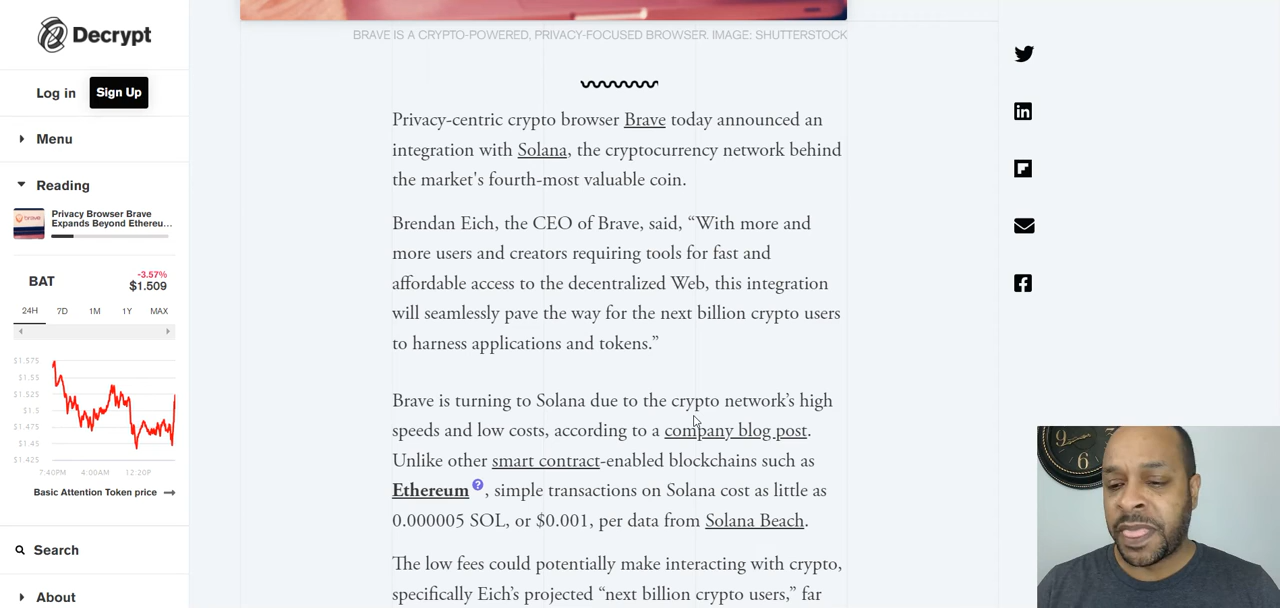 Decrypt
Log in
Sign Up
Menu
Reading
Privacy Browser Brave
Expands Beyond Ethereu...
BAT
-3.57%
$1.509
24H 7D 1M 1Y MAX
$1.575
$1.55
$1.525
$1.5
$1.475
$1.45
$1.425
7:40PM 4:00AM 12:20PM
Basic Attention Token price
Search
About
BRAVE IS A CRYPTO-POWERED, PRIVACY-FOCUSED BROWSER. IMAGE: SHUTTERSTOCK
Privacy-centric crypto browser Brave today announced an
integration with Solana, the cryptocurrency network behind
the market's fourth-most valuable coin.
Brendan Eich, the CEO of Brave, said, “With more and
more users and creators requiring tools for fast and
affordable access to the decentralized Web, this integration
will seamlessly pave the way for the next billion crypto users
to harness applications and tokens.”
Brave is turning to Solana due to the crypto network’s high
speeds and low costs, according to a company blog post.
Unlike other smart contract-enabled blockchains such as
Ethereum?, simple transactions on Solana cost as little as
0.000005 SOL, or $0.001, per data from Solana Beach.
The low fees could potentially make interacting with crypto,
specifically Eich’s projected “next billion crypto users,” far